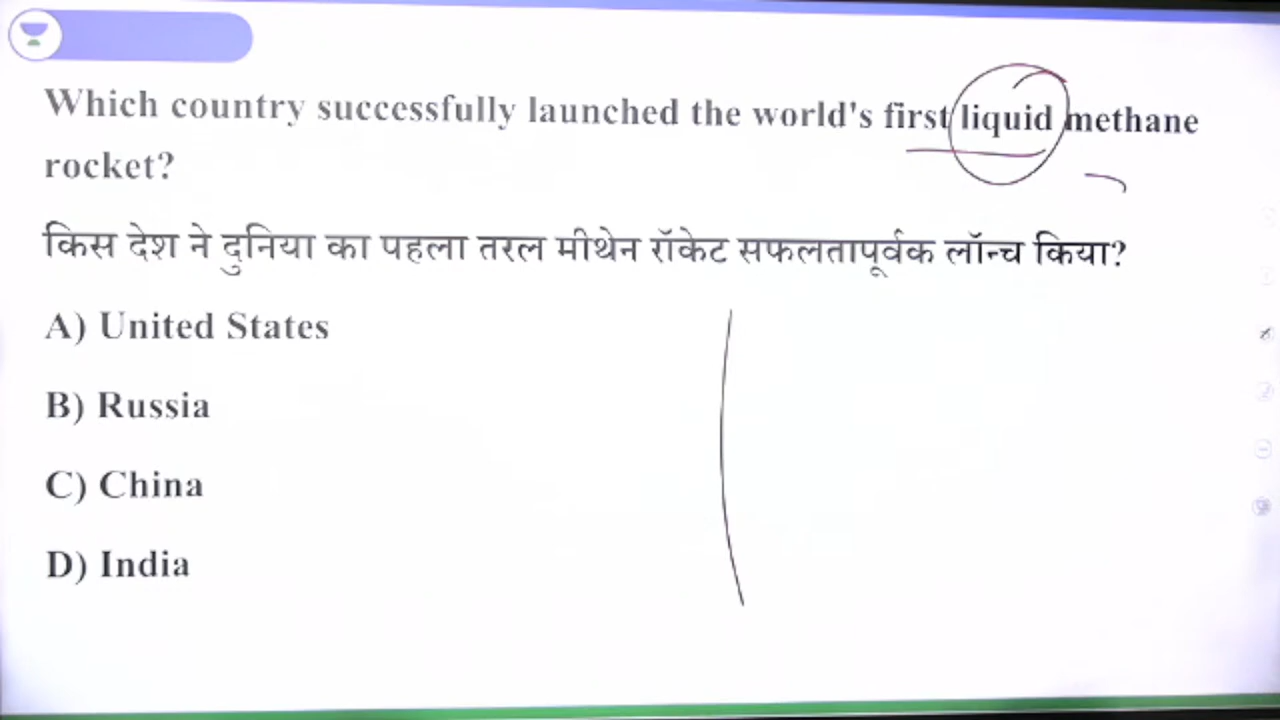 Which country successfully launched the world's first liquid methane
rocket?
किस देश ने दुनिया का पहला तरल मीथेन रॉकेट सफलतापूर्वक लॉन्च किया?
A) United States
B) Russia
C) China
D) India